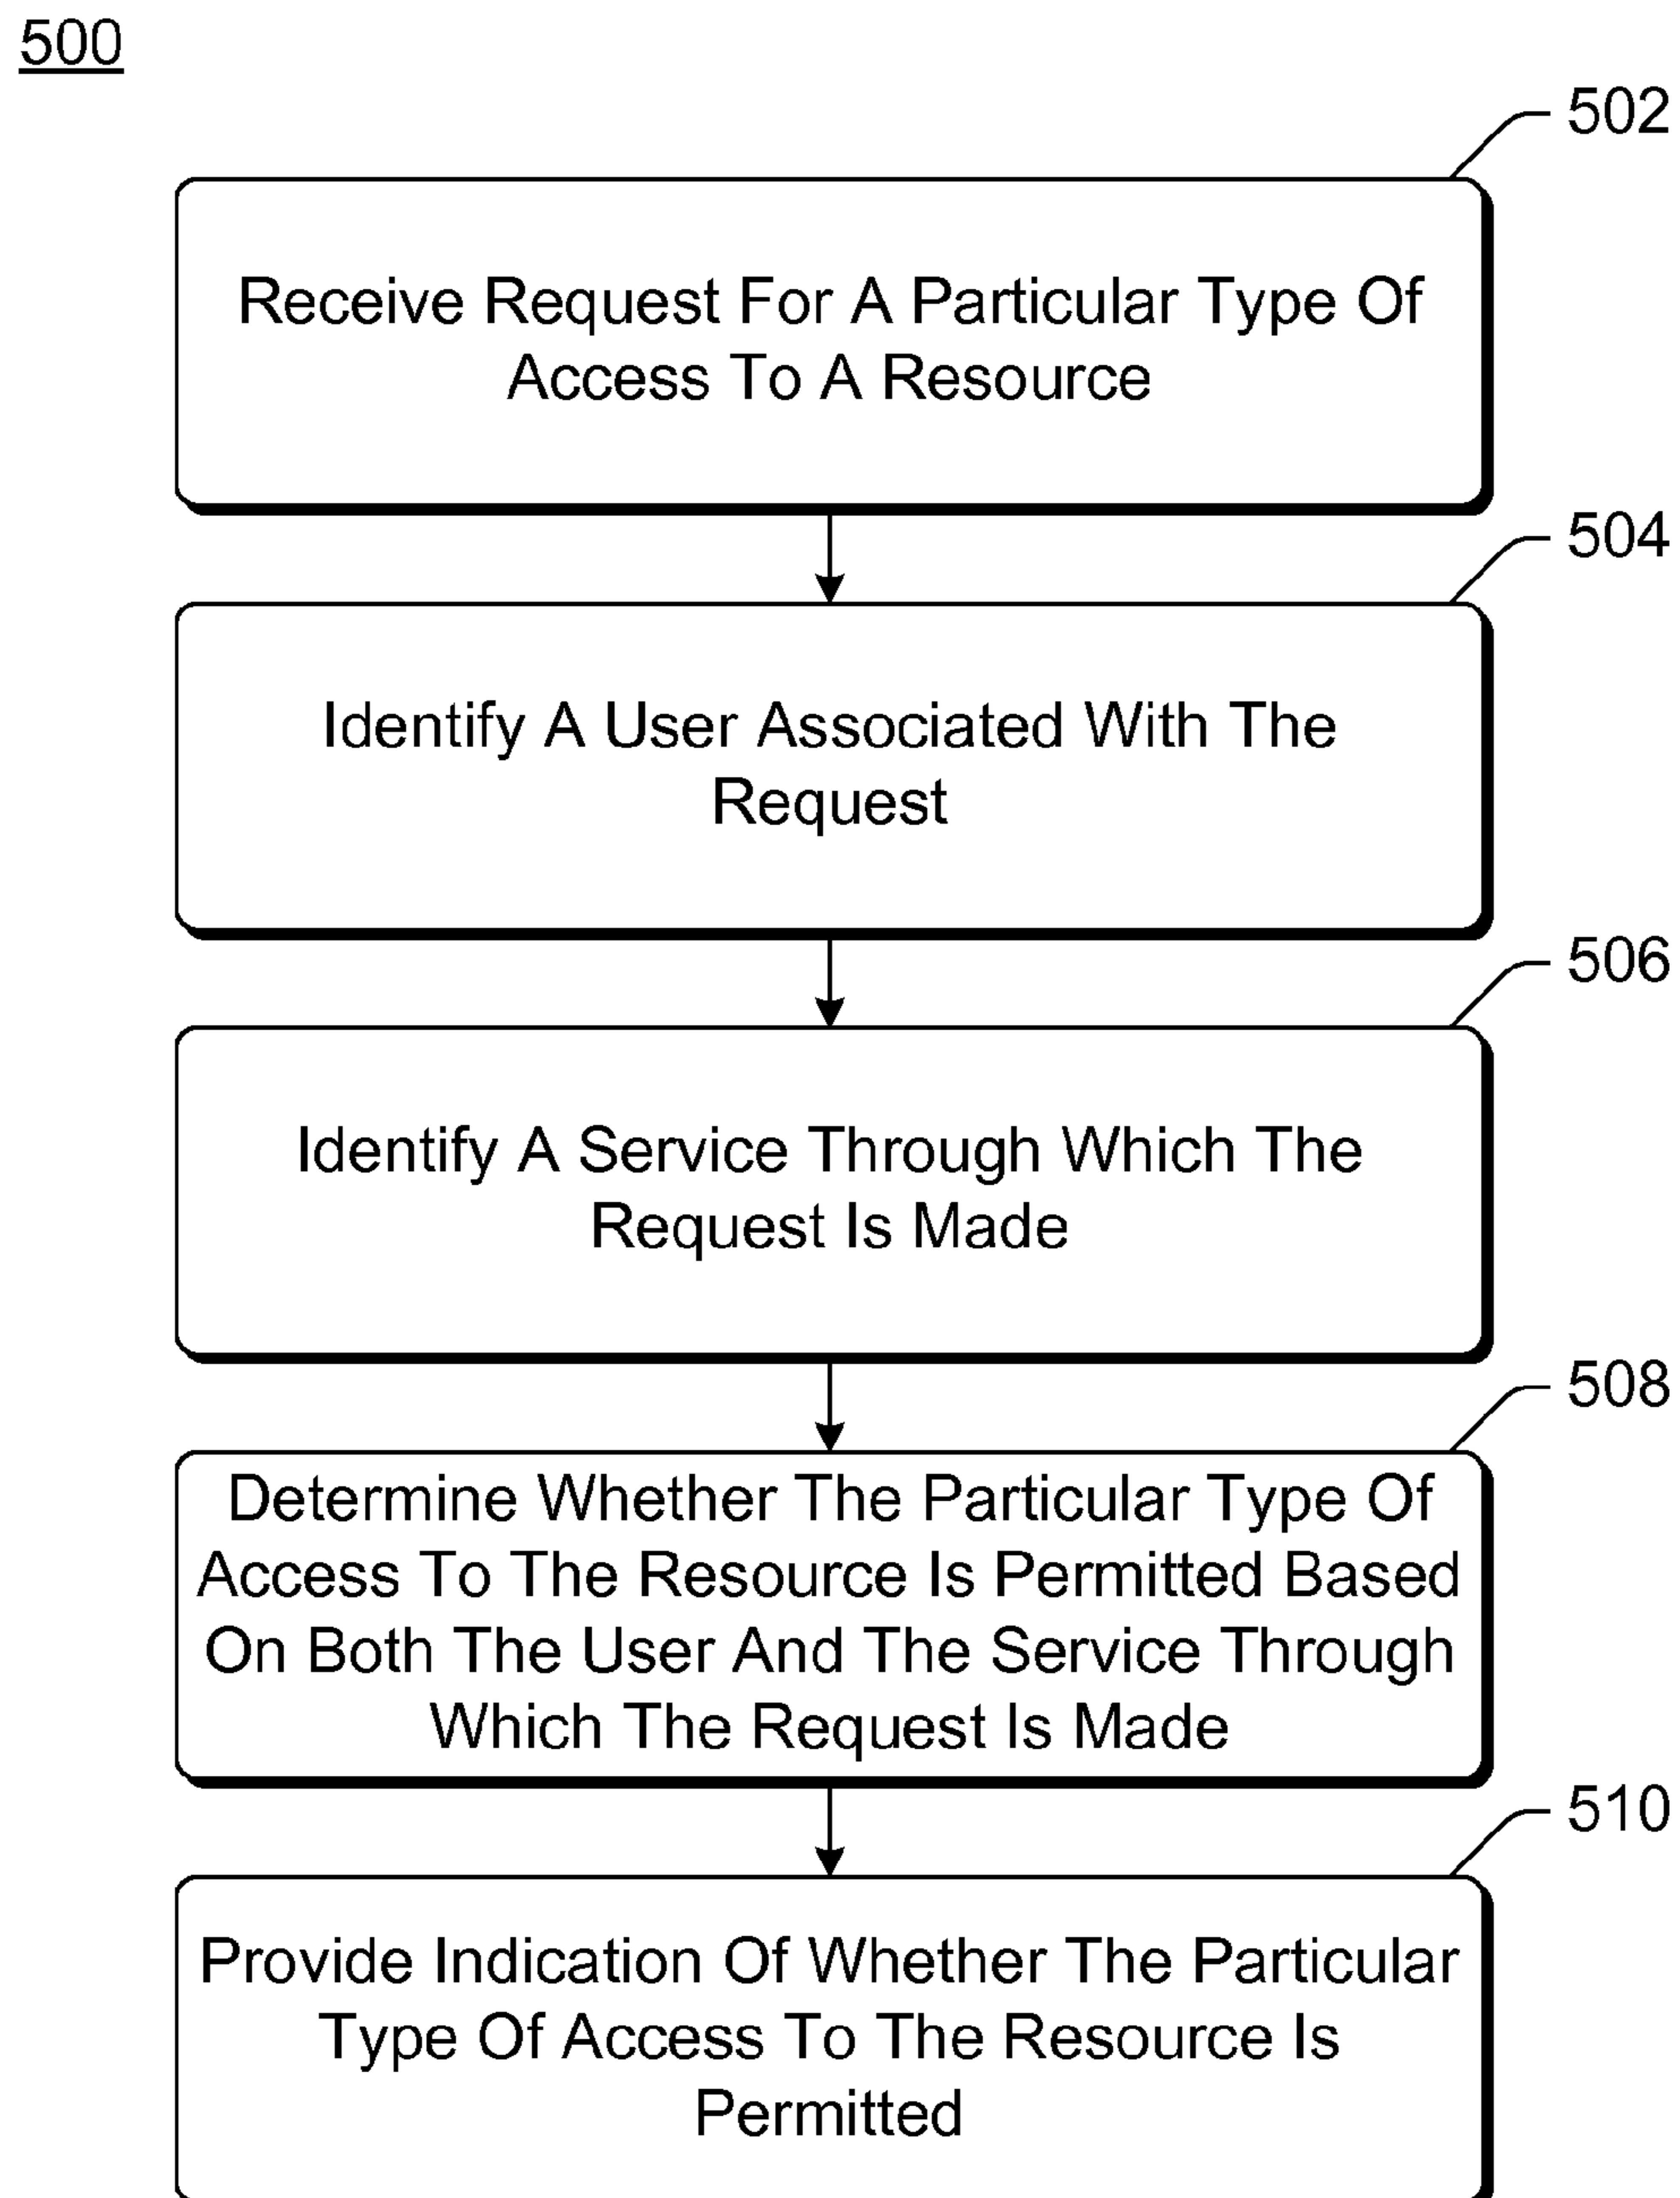 500
502
Receive Request For A Particular Type Of
Access To A Resource
504
Identify A User Associated With The
Request
506
Identify A Service Through Which The
Request Is Made
508
Determine Whether The Particular Type Of
Access To The Resource Is Permitted Based
On Both The User And The Service Through
Which The Request Is Made
510
Provide Indication Of Whether The Particular
Type Of Access To The Resource Is
Permitted